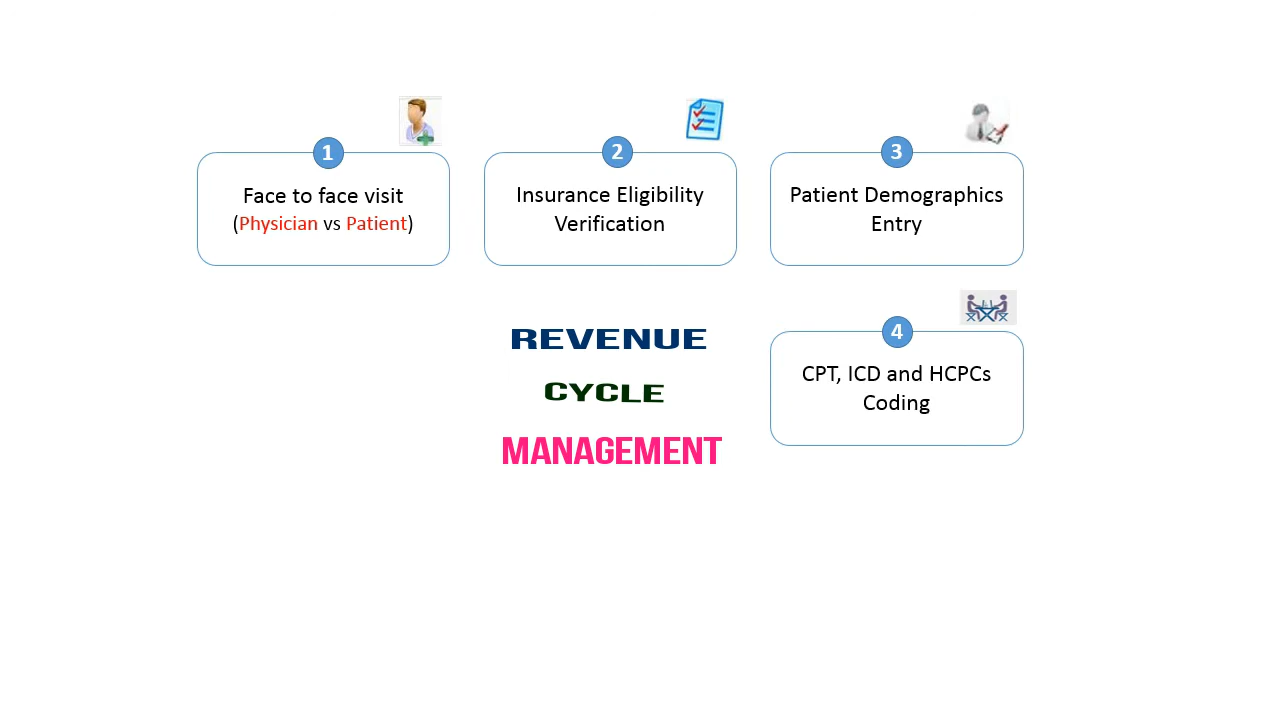 1
Face to face visit
(Physician vs Patient)
2
Insurance Eligibility
Verification
3
Patient Demographics
Entry
4
CPT, ICD and HCPCs
Coding
REVENUE
CYCLE
MANAGEMENT